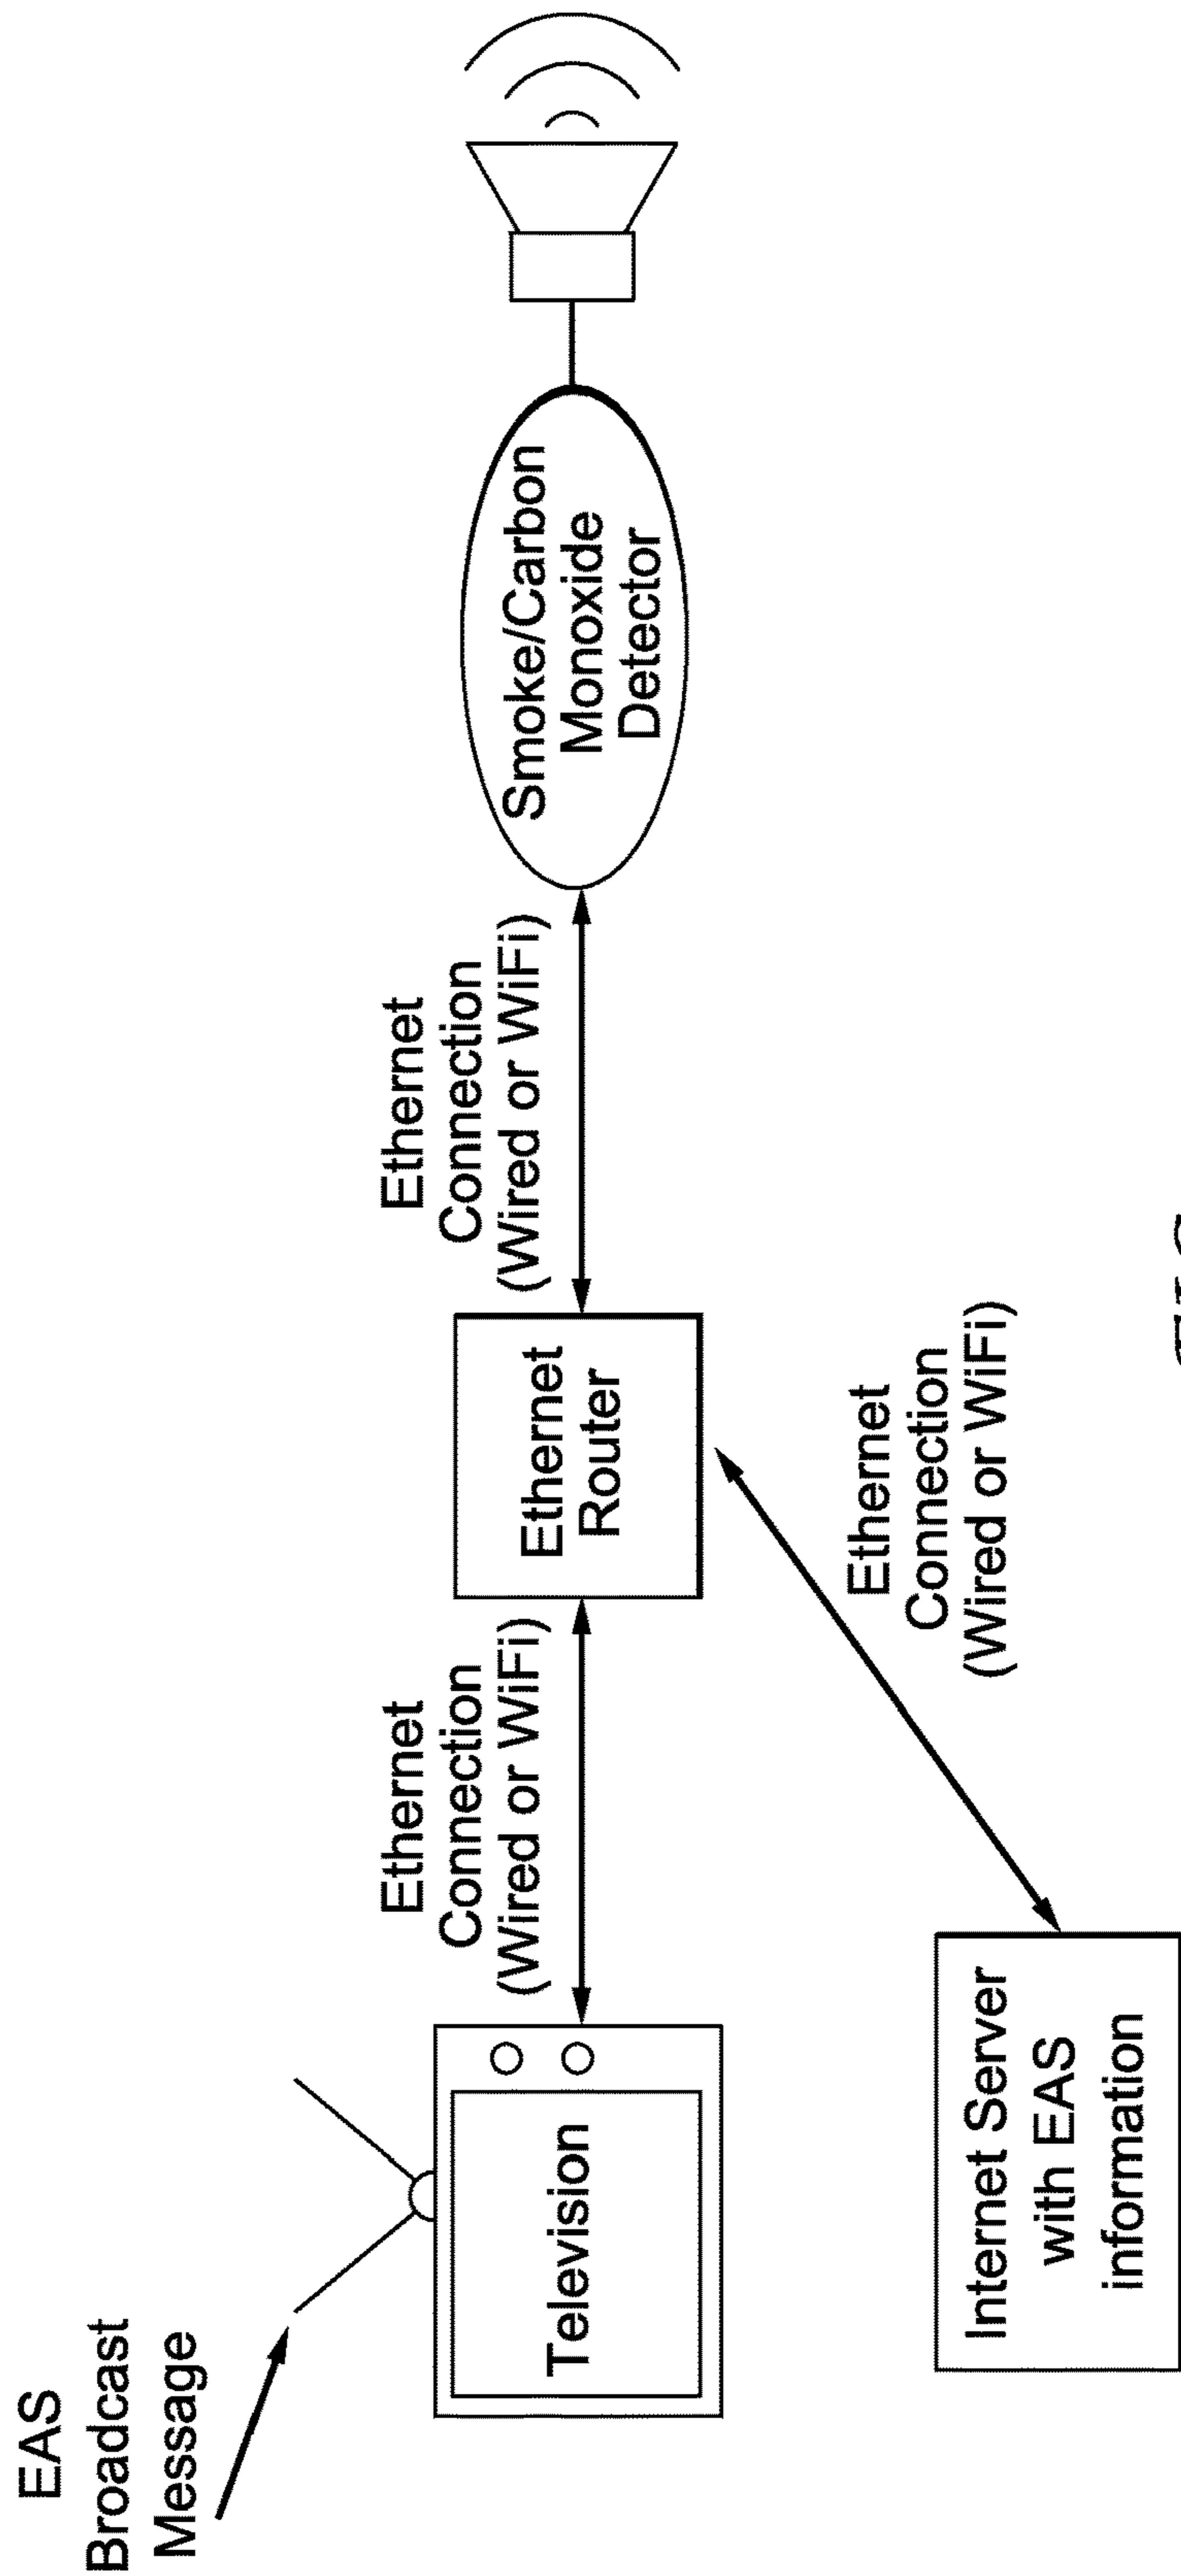 EAS
Broadcast
Message
Television
Ethernet
Connection
(Wired or WiFi)
Ethernet
Router
Ethernet
Connection
(Wired or WiFi)
Smoke/Carbon
Monoxide
Detector
Internet Server
with EAS
information
Ethernet
Connection
(Wired or WiFi)